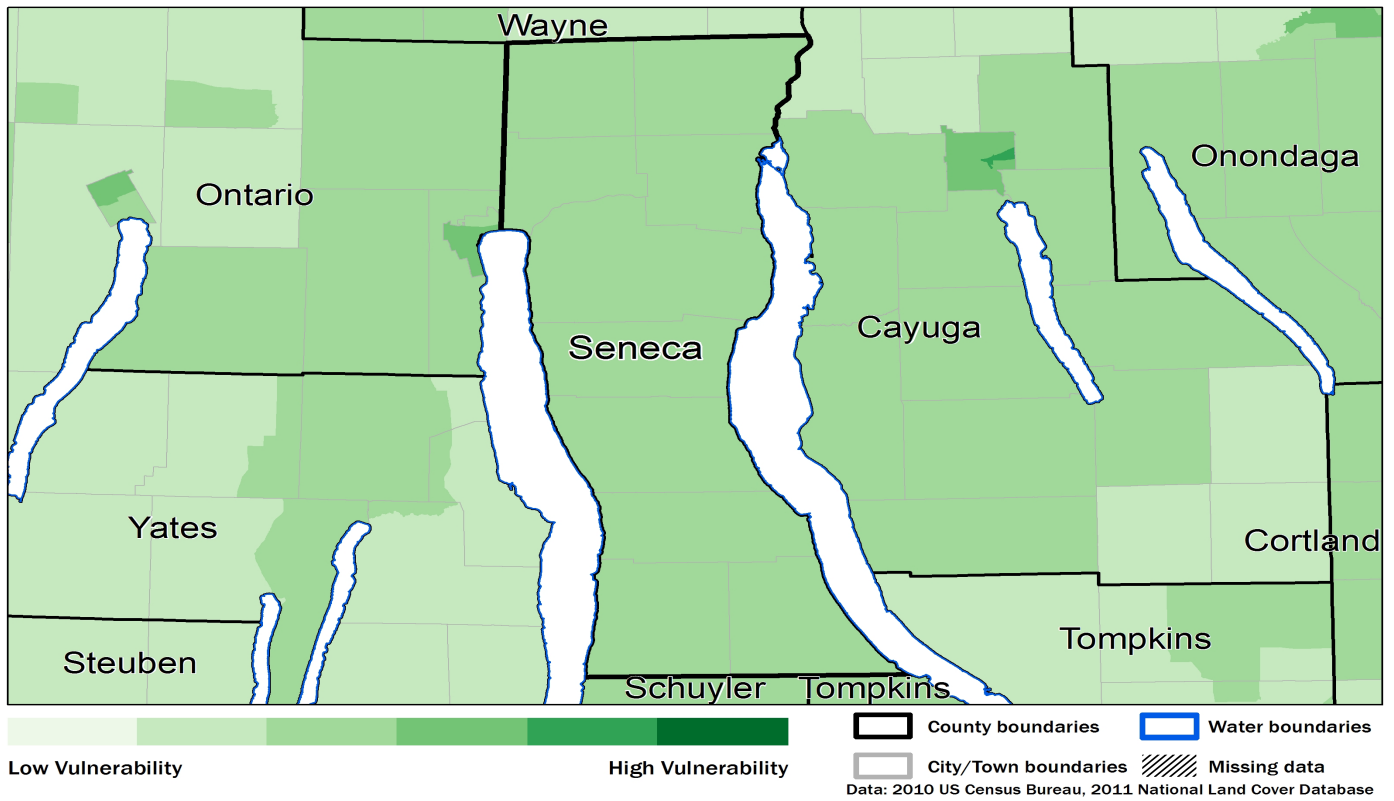 Wayne
Onondaga
Ontario
Cayuga
Seneca
Yates
Cortland
Tompkins
Steuben
Schuyler
Tompkins
County boundaries
Water boundaries
Low Vulnerability
High Vulnerability
City/Town boundaries
Missing data
Data: 2010 US Census Bureau, 2011 National Land Cover Database